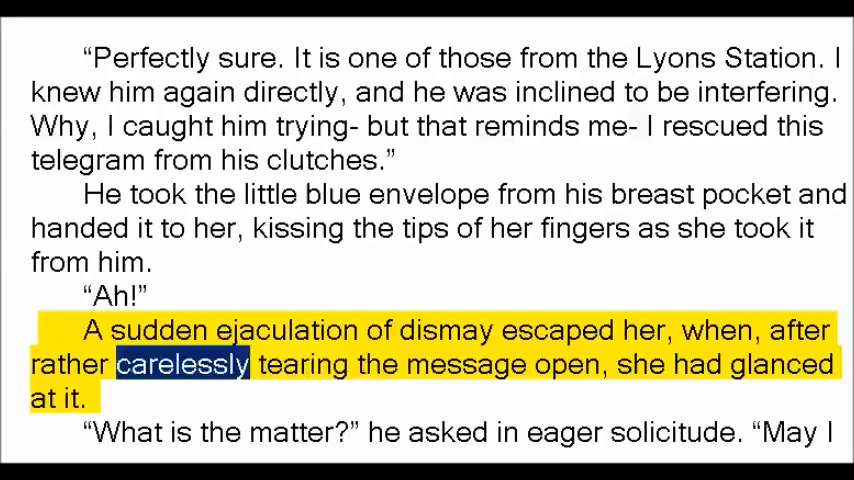 “Perfectly sure. It is one of those from the Lyons Station. I
knew him again directly, and he was inclined to be interfering.
Why, I caught him trying- but that reminds me- I rescued this
telegram from his clutches.”
He took the little blue envelope from his breast pocket and
handed it to her, kissing the tips of her fingers as she took it
from him.
“Ah!”
A sudden ejaculation of dismay escaped her, when, after
rather carelessly tearing the message open, she had glanced
at it.
“What is the matter?” he asked in eager solicitude. “May I